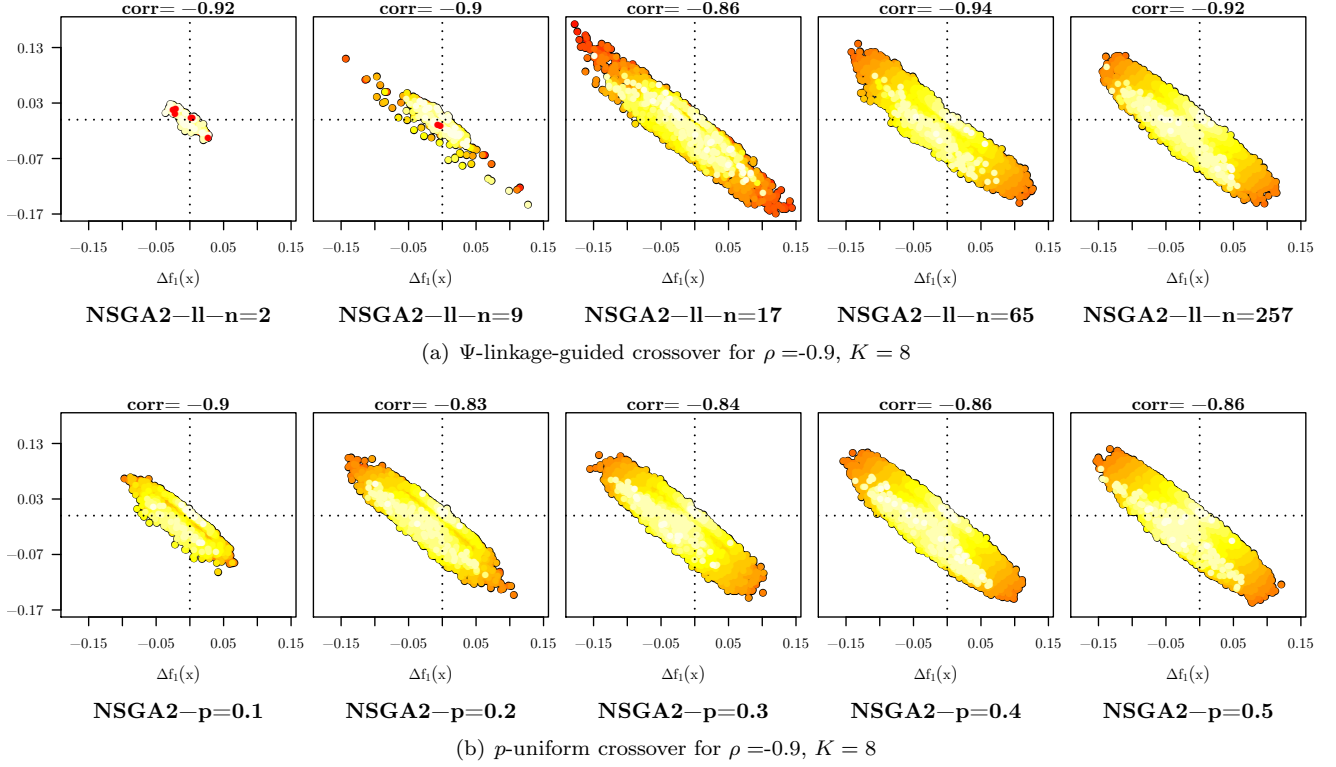 corr= −0.92 corr= −0.9 corr= −0.86 corr= −0.94 corr= −0.92
0.13
0.03
−0.07
−0.17
−0.15 −0.05 0.05 0.15 −0.15 −0.05 0.05 0.15 −0.15 −0.05 0.05 0.15 −0.15 −0.05 0.05 0.15 −0.15 −0.05 0.05 0.15
Δf₁(x) Δf₁(x) Δf₁(x) Δf₁(x) Δf₁(x)
NSGA2−ll−n=2 NSGA2−ll−n=9 NSGA2−ll−n=17 NSGA2−ll−n=65 NSGA2−ll−n=257
(a) Ψ-linkage-guided crossover for ρ =-0.9, K = 8
corr= −0.9 corr= −0.83 corr= −0.84 corr= −0.86 corr= −0.86
0.13
0.03
−0.07
−0.17
−0.15 −0.05 0.05 0.15 −0.15 −0.05 0.05 0.15 −0.15 −0.05 0.05 0.15 −0.15 −0.05 0.05 0.15 −0.15 −0.05 0.05 0.15
Δf₁(x) Δf₁(x) Δf₁(x) Δf₁(x) Δf₁(x)
NSGA2−p=0.1 NSGA2−p=0.2 NSGA2−p=0.3 NSGA2−p=0.4 NSGA2−p=0.5
(b) p-uniform crossover for ρ =-0.9, K = 8